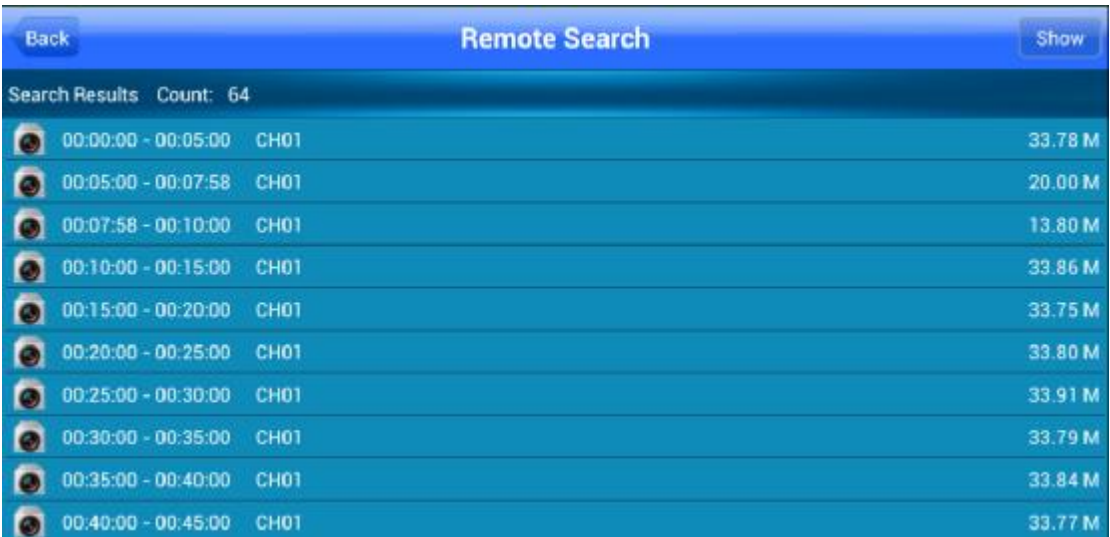 Back Remote Search Show
Search Results Count: 64
00:00:00 - 00:05:00 CH01 33.78 M
00:05:00 - 00:07:58 CH01 20.00 M
00:07:58 - 00:10:00 CH01 13.80 M
00:10:00 - 00:15:00 CH01 33.86 M
00:15:00 - 00:20:00 CH01 33.75 M
00:20:00 - 00:25:00 CH01 33.80 M
00:25:00 - 00:30:00 CH01 33.91 M
00:30:00 - 00:35:00 CH01 33.79 M
00:35:00 - 00:40:00 CH01 33.84 M
00:40:00 - 00:45:00 CH01 33.77 M